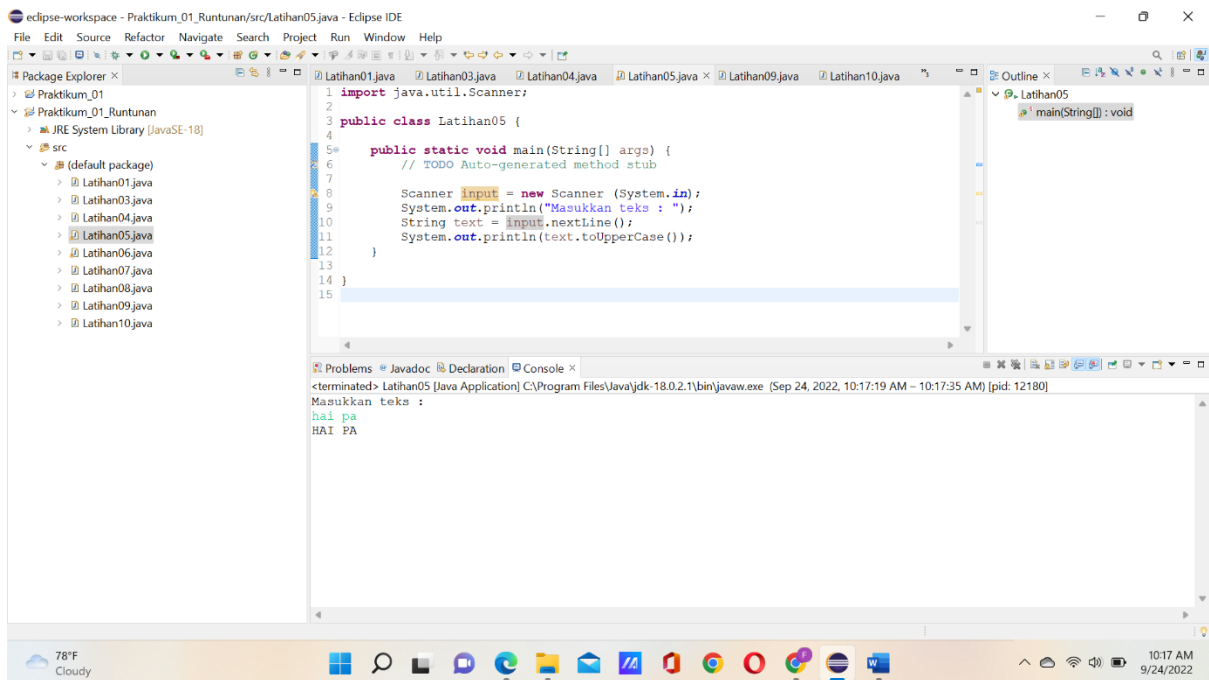 eclipse-workspace - Praktikum_01_Runtunan/src/Latihan05.java - Eclipse IDE
File Edit Source Refactor Navigate Search Project Run Window Help
Package Explorer
Praktikum_01
Praktikum_01_Runtunan
JRE System Library [JavaSE-18]
src
(default package)
Latihan01.java
Latihan03.java
Latihan04.java
Latihan05.java
Latihan06.java
Latihan07.java
Latihan08.java
Latihan09.java
Latihan10.java
Latihan01.java Latihan03.java Latihan04.java Latihan05.java Latihan09.java Latihan10.java
1 import java.util.Scanner;
2
3 public class Latihan05 {
4
5 public static void main(String[] args) {
6 // TODO Auto-generated method stub
7
8 Scanner input = new Scanner (System.in);
9 System.out.println("Masukkan teks : ");
10 String text = input.nextLine();
11 System.out.println(text.toUpperCase());
12 }
13
14 }
15
Outline
Latihan05
main(String[]) : void
Problems Javadoc Declaration Console
<terminated> Latihan05 [Java Application] C:\Program Files\Java\jdk-18.0.2.1\bin\javaw.exe (Sep 24, 2022, 10:17:19 AM – 10:17:35 AM) [pid: 12180]
Masukkan teks :
hai pa
HAI PA
78°F
Cloudy
10:17 AM
9/24/2022